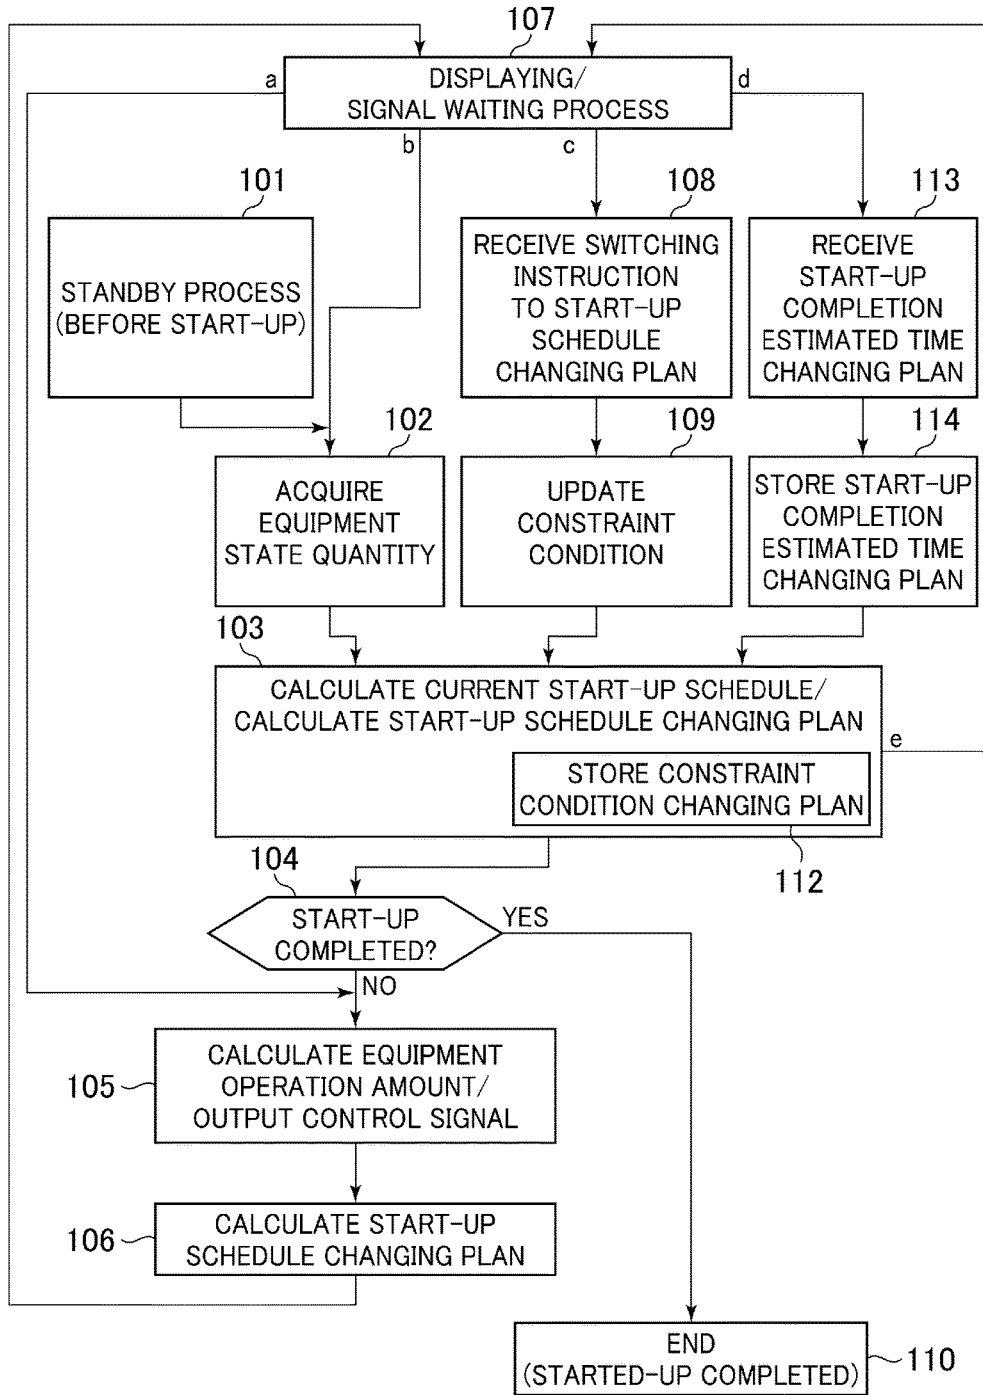 107
DISPLAYING/
SIGNAL WAITING PROCESS
a
b
c
d
101
STANDBY PROCESS
(BEFORE START-UP)
108
RECEIVE SWITCHING
INSTRUCTION
TO START-UP
SCHEDULE
CHANGING PLAN
113
RECEIVE
START-UP
COMPLETION
ESTIMATED TIME
CHANGING PLAN
102
ACQUIRE
EQUIPMENT
STATE QUANTITY
109
UPDATE
CONSTRAINT
CONDITION
114
STORE START-UP
COMPLETION
ESTIMATED TIME
CHANGING PLAN
103
CALCULATE CURRENT START-UP SCHEDULE/
CALCULATE START-UP SCHEDULE CHANGING PLAN
e
STORE CONSTRAINT
CONDITION CHANGING PLAN
112
104
START-UP
COMPLETED?
YES
NO
105
CALCULATE EQUIPMENT
OPERATION AMOUNT/
OUTPUT CONTROL SIGNAL
106
CALCULATE START-UP
SCHEDULE CHANGING PLAN
END
(STARTED-UP COMPLETED)
110